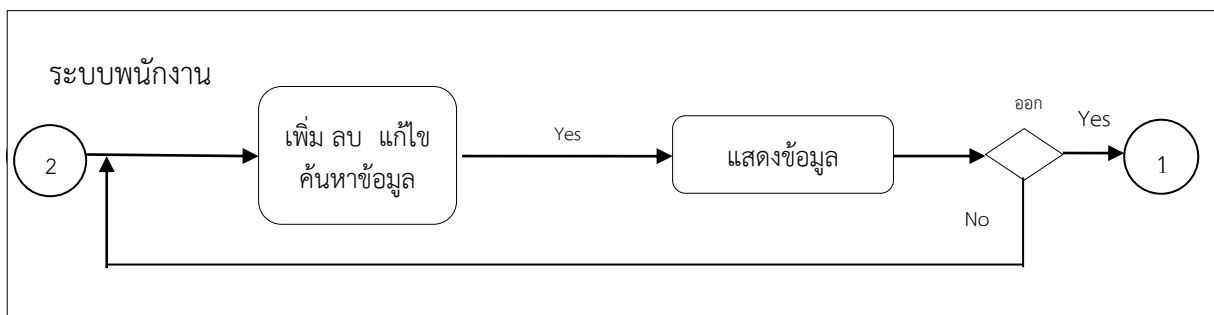 ระบบพนักงาน
2
เพิ่ม ลบ แก้ไข
ค้นหาข้อมูล
Yes
แสดงข้อมูล
ออก
Yes
1
No